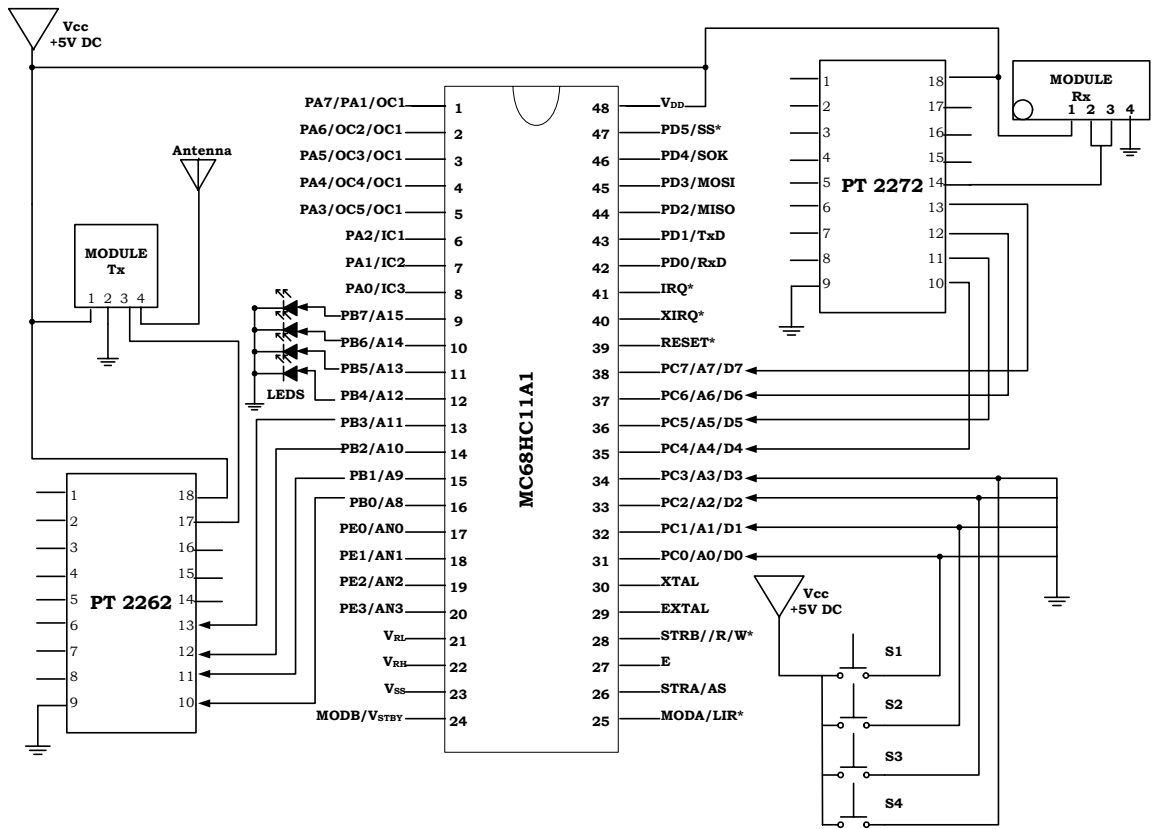 Vcc
+5V DC
Antenna
MODULE
Tx
1 2 3 4
LEDS
PT 2262
1
2
3
4
5
6
7
8
9
18
17
16
15
14
13
12
11
10
MC68HC11A1
PA7/PA1/OC1 1
PA6/OC2/OC1 2
PA5/OC3/OC1 3
PA4/OC4/OC1 4
PA3/OC5/OC1 5
PA2/IC1 6
PA1/IC2 7
PA0/IC3 8
PB7/A15 9
PB6/A14 10
PB5/A13 11
PB4/A12 12
PB3/A11 13
PB2/A10 14
PB1/A9 15
PB0/A8 16
PE0/AN0 17
PE1/AN1 18
PE2/AN2 19
PE3/AN3 20
VRL 21
VRH 22
VSS 23
MODB/VSTBY 24
48 VDD
47 PD5/SS*
46 PD4/SOK
45 PD3/MOSI
44 PD2/MISO
43 PD1/TxD
42 PD0/RxD
41 IRQ*
40 XIRQ*
39 RESET*
38 PC7/A7/D7
37 PC6/A6/D6
36 PC5/A5/D5
35 PC4/A4/D4
34 PC3/A3/D3
33 PC2/A2/D2
32 PC1/A1/D1
31 PC0/A0/D0
30 XTAL
29 EXTAL
28 STRB//R/W*
27 E
26 STRA/AS
25 MODA/LIR*
PT 2272
1
2
3
4
5
6
7
8
9
18
17
16
15
14
13
12
11
10
MODULE
Rx
1 2 3 4
Vcc
+5V DC
S1
S2
S3
S4